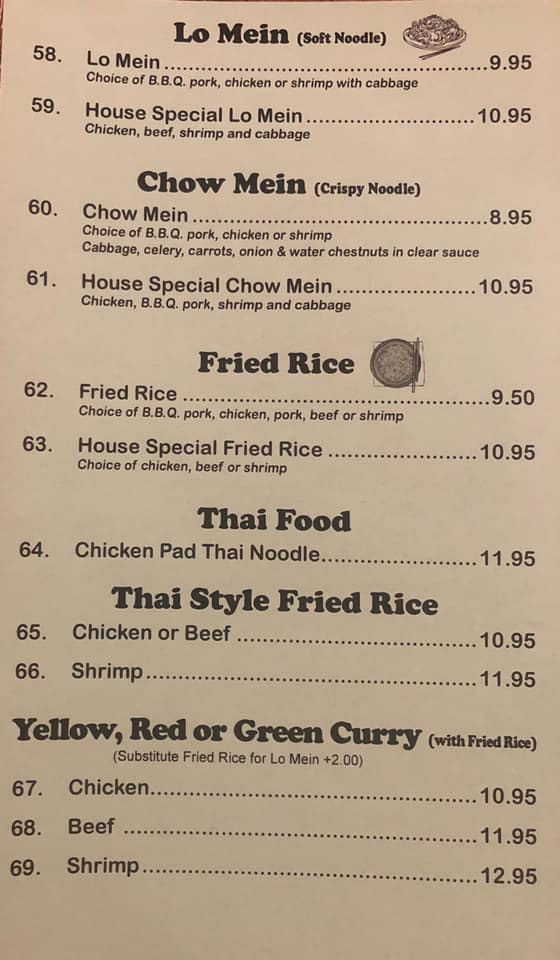 Lo Mein (Soft Noodle)
58. Lo Mein ........................................................9.95
Choice of B.B.Q. pork, chicken or shrimp with cabbage
59. House Special Lo Mein ............................10.95
Chicken, beef, shrimp and cabbage
Chow Mein (Crispy Noodle)
60. Chow Mein ...................................................8.95
Choice of B.B.Q. pork, chicken or shrimp
Cabbage, celery, carrots, onion & water chestnuts in clear sauce
61. House Special Chow Mein .......................10.95
Chicken, B.B.Q. pork, shrimp and cabbage
Fried Rice
62. Fried Rice .....................................................9.50
Choice of B.B.Q. pork, chicken, pork, beef or shrimp
63. House Special Fried Rice .........................10.95
Choice of chicken, beef or shrimp
Thai Food
64. Chicken Pad Thai Noodle..........................11.95
Thai Style Fried Rice
65. Chicken or Beef ........................................10.95
66. Shrimp.......................................................11.95
Yellow, Red or Green Curry (with Fried Rice)
(Substitute Fried Rice for Lo Mein +2.00)
67. Chicken......................................................10.95
68. Beef ..........................................................11.95
69. Shrimp.......................................................12.95